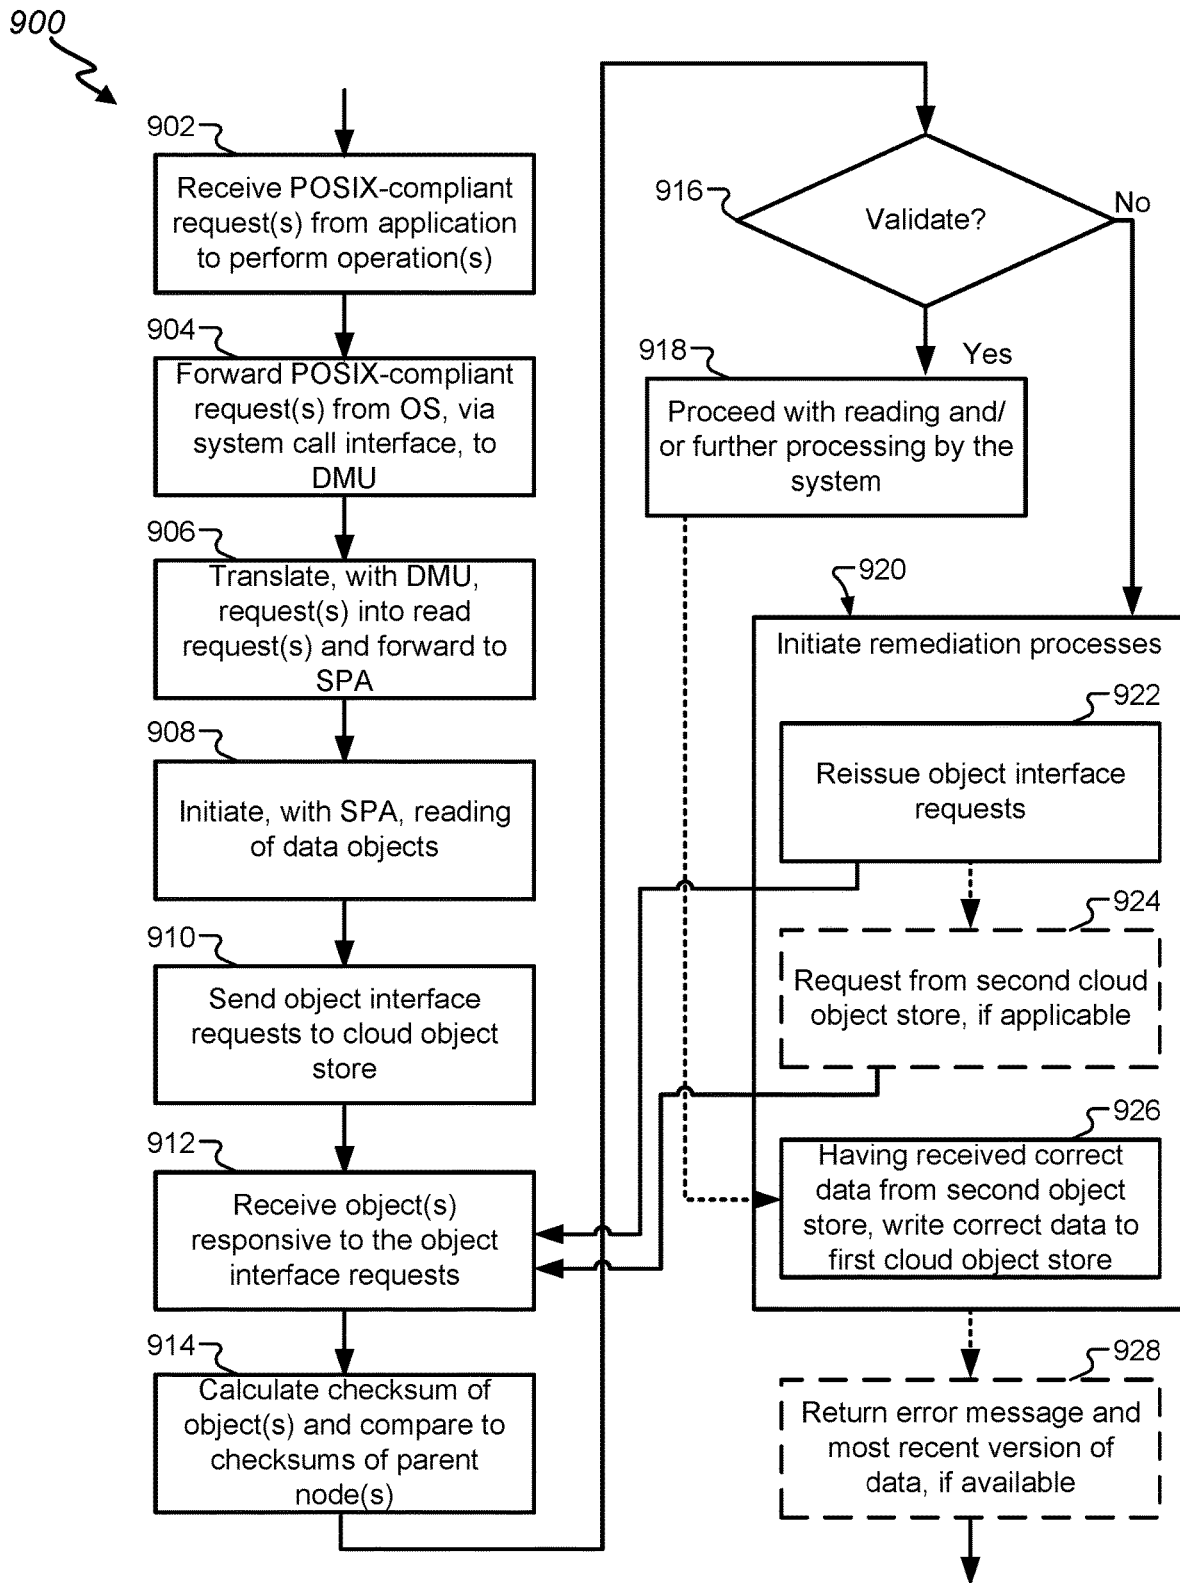 900
902
Receive POSIX-compliant
request(s) from application
to perform operation(s)
904
Forward POSIX-compliant
request(s) from OS, via
system call interface, to
DMU
906
Translate, with DMU,
request(s) into read
request(s) and forward to
SPA
908
Initiate, with SPA, reading
of data objects
910
Send object interface
requests to cloud object
store
912
Receive object(s)
responsive to the object
interface requests
914
Calculate checksum of
object(s) and compare to
checksums of parent
node(s)
916
Validate?
No
Yes
918
Proceed with reading and/
or further processing by the
system
920
Initiate remediation processes
922
Reissue object interface
requests
924
Request from second cloud
object store, if applicable
926
Having received correct
data from second object
store, write correct data to
first cloud object store
928
Return error message and
most recent version of
data, if available